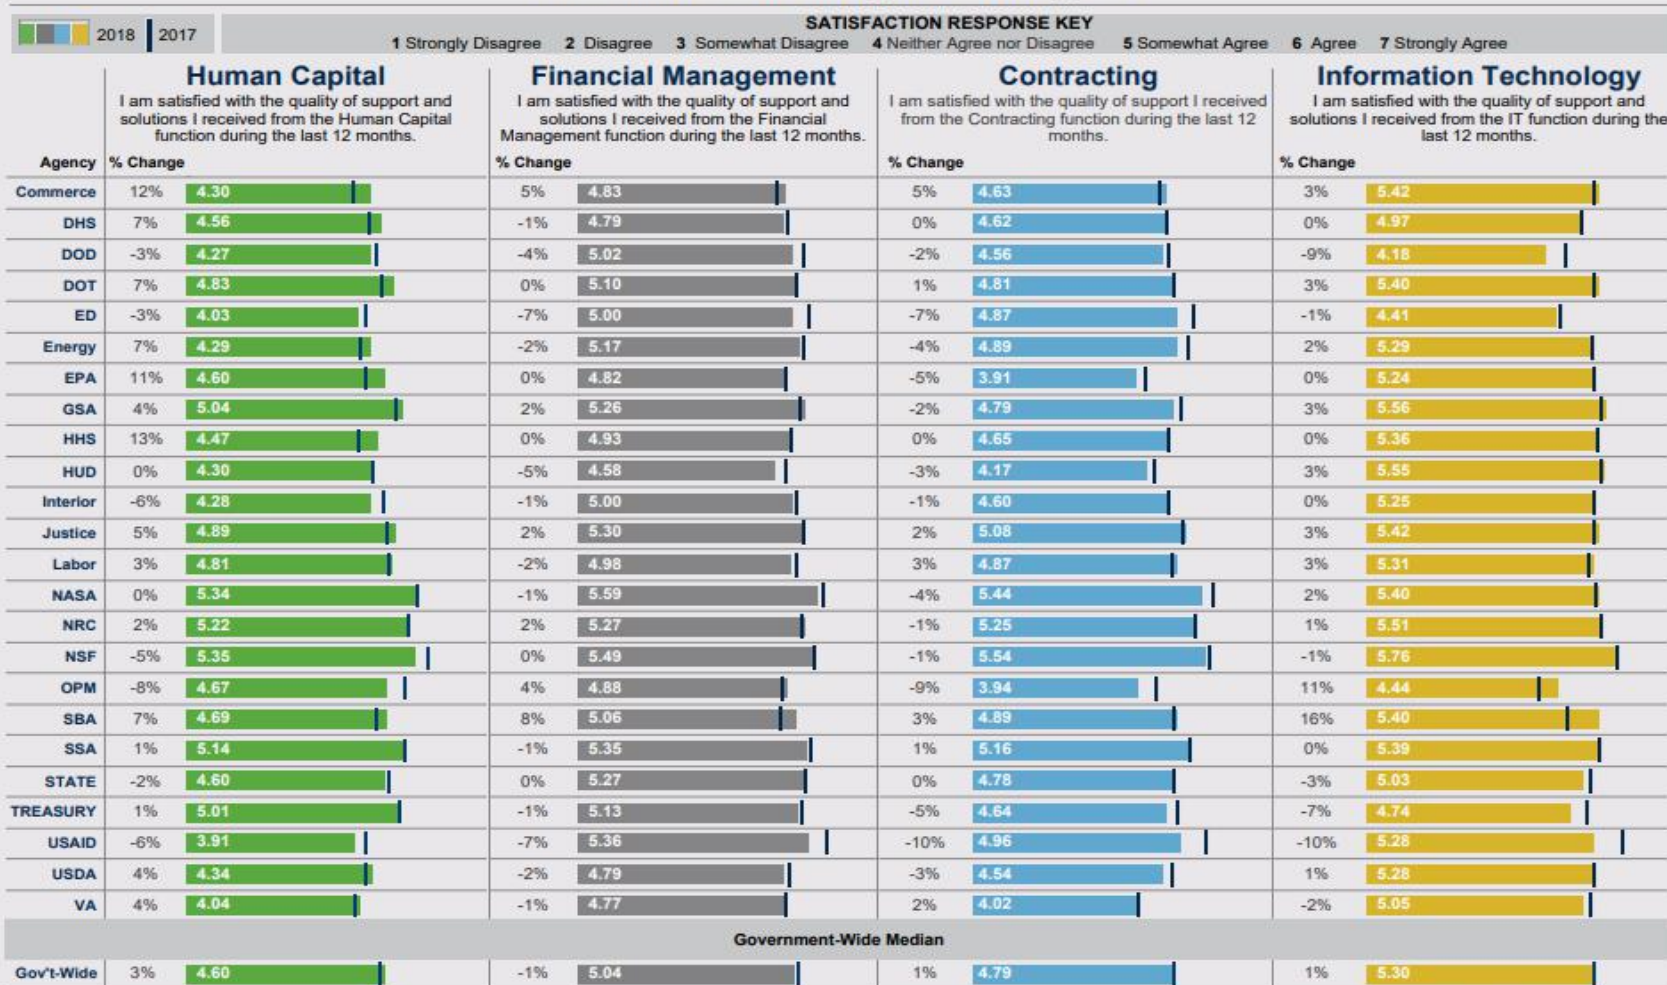 SATISFACTION RESPONSE KEY
2018 2017
1 Strongly Disagree 2 Disagree 3 Somewhat Disagree 4 Neither Agree nor Disagree 5 Somewhat Agree 6 Agree 7 Strongly Agree
Human Capital Financial Management Contracting Information Technology
I am satisfied with the quality of support and I am satisfied with the quality of support and I am satisfied with the quality of support I received I am satisfied with the quality of support and
solutions I received from the Human Capital solutions I received from the Financial from the Contracting function during the last 12 solutions I received from the IT function during the
function during the last 12 months. Management function during the last 12 months. months. last 12 months.
Agency % Change % Change % Change % Change
Commerce 12% 4.30 5% 4.83 5% 4.63 3% 5.42
DHS 7% 4.56 -1% 4.79 0% 4.62 0% 4.97
DOD -3% 4.27 -4% 5.02 -2% 4.56 -9% 4.18
DOT 7% 4.83 0% 5.10 1% 4.81 3% 5.40
ED -3% 4.03 -7% 5.00 -7% 4.87 -1% 4.41
Energy 7% 4.29 -2% 5.17 -4% 4.89 2% 5.29
EPA 11% 4.60 0% 4.82 -5% 3.91 0% 5.24
GSA 4% 5.04 2% 5.26 -2% 4.79 3% 5.56
HHS 13% 4.47 0% 4.93 0% 4.65 0% 5.36
HUD 0% 4.30 -5% 4.58 -3% 4.17 3% 5.55
Interior -6% 4.28 -1% 5.00 -1% 4.60 0% 5.25
Justice 5% 4.89 2% 5.30 2% 5.08 3% 5.42
Labor 3% 4.81 -2% 4.98 3% 4.87 3% 5.31
NASA 0% 5.34 -1% 5.59 -4% 5.44 2% 5.40
NRC 2% 5.22 2% 5.27 -1% 5.25 1% 5.51
NSF -5% 5.35 0% 5.49 -1% 5.54 -1% 5.76
OPM -8% 4.67 4% 4.88 -9% 3.94 11% 4.44
SBA 7% 4.69 8% 5.06 3% 4.89 16% 5.40
SSA 1% 5.14 -1% 5.35 1% 5.16 0% 5.39
STATE -2% 4.60 0% 5.27 0% 4.78 -3% 5.03
TREASURY 1% 5.01 -1% 5.13 -5% 4.64 -7% 4.74
USAID -6% 3.91 -7% 5.36 -10% 4.96 -10% 5.28
USDA 4% 4.34 -2% 4.79 -3% 4.54 1% 5.28
VA 4% 4.04 -1% 4.77 2% 4.02 -2% 5.05
Government-Wide Median
Gov't-Wide 3% 4.60 -1% 5.04 1% 4.79 1% 5.30